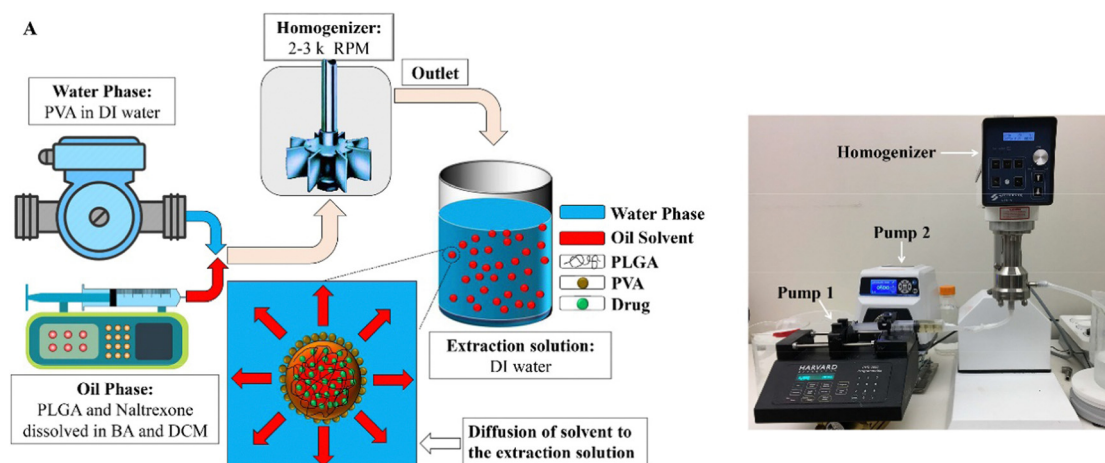 A
Homogenizer:
2-3 k RPM
Outlet
Water Phase:
PVA in DI water
Water Phase
Oil Solvent
PLGA
PVA
Drug
Extraction solution:
DI water
Oil Phase:
PLGA and Naltrexone
dissolved in BA and DCM
Diffusion of solvent to
the extraction solution
Homogenizer
Pump 2
Pump 1
HARVARD